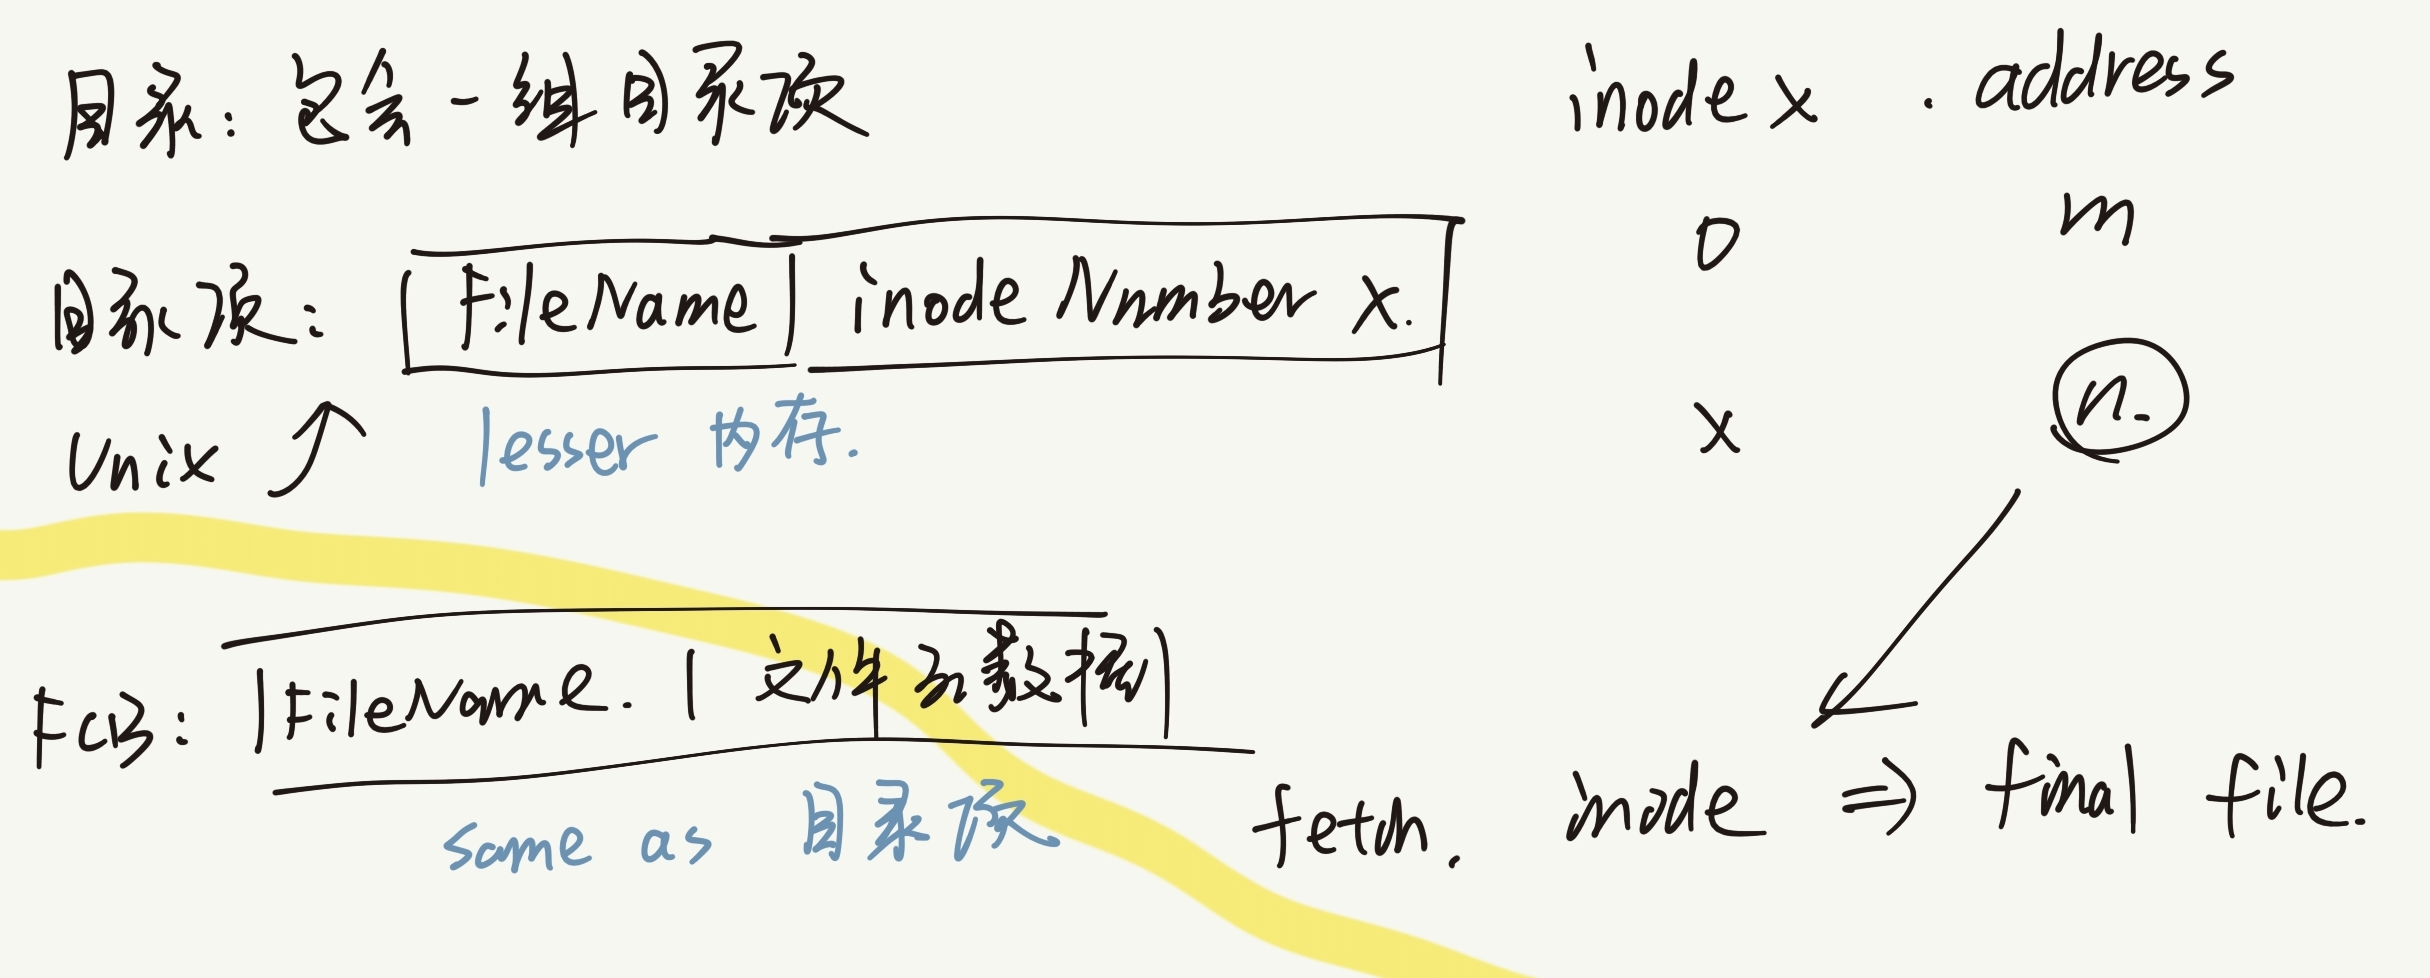 目录：包含一组目录项
inode x . address
0 m
目录项： FileName inode Number x.
x n.
Unix lesser 内存.
FCB: FileName. 文件元数据
same as 目录项
fetch. inode ⇒ final file.